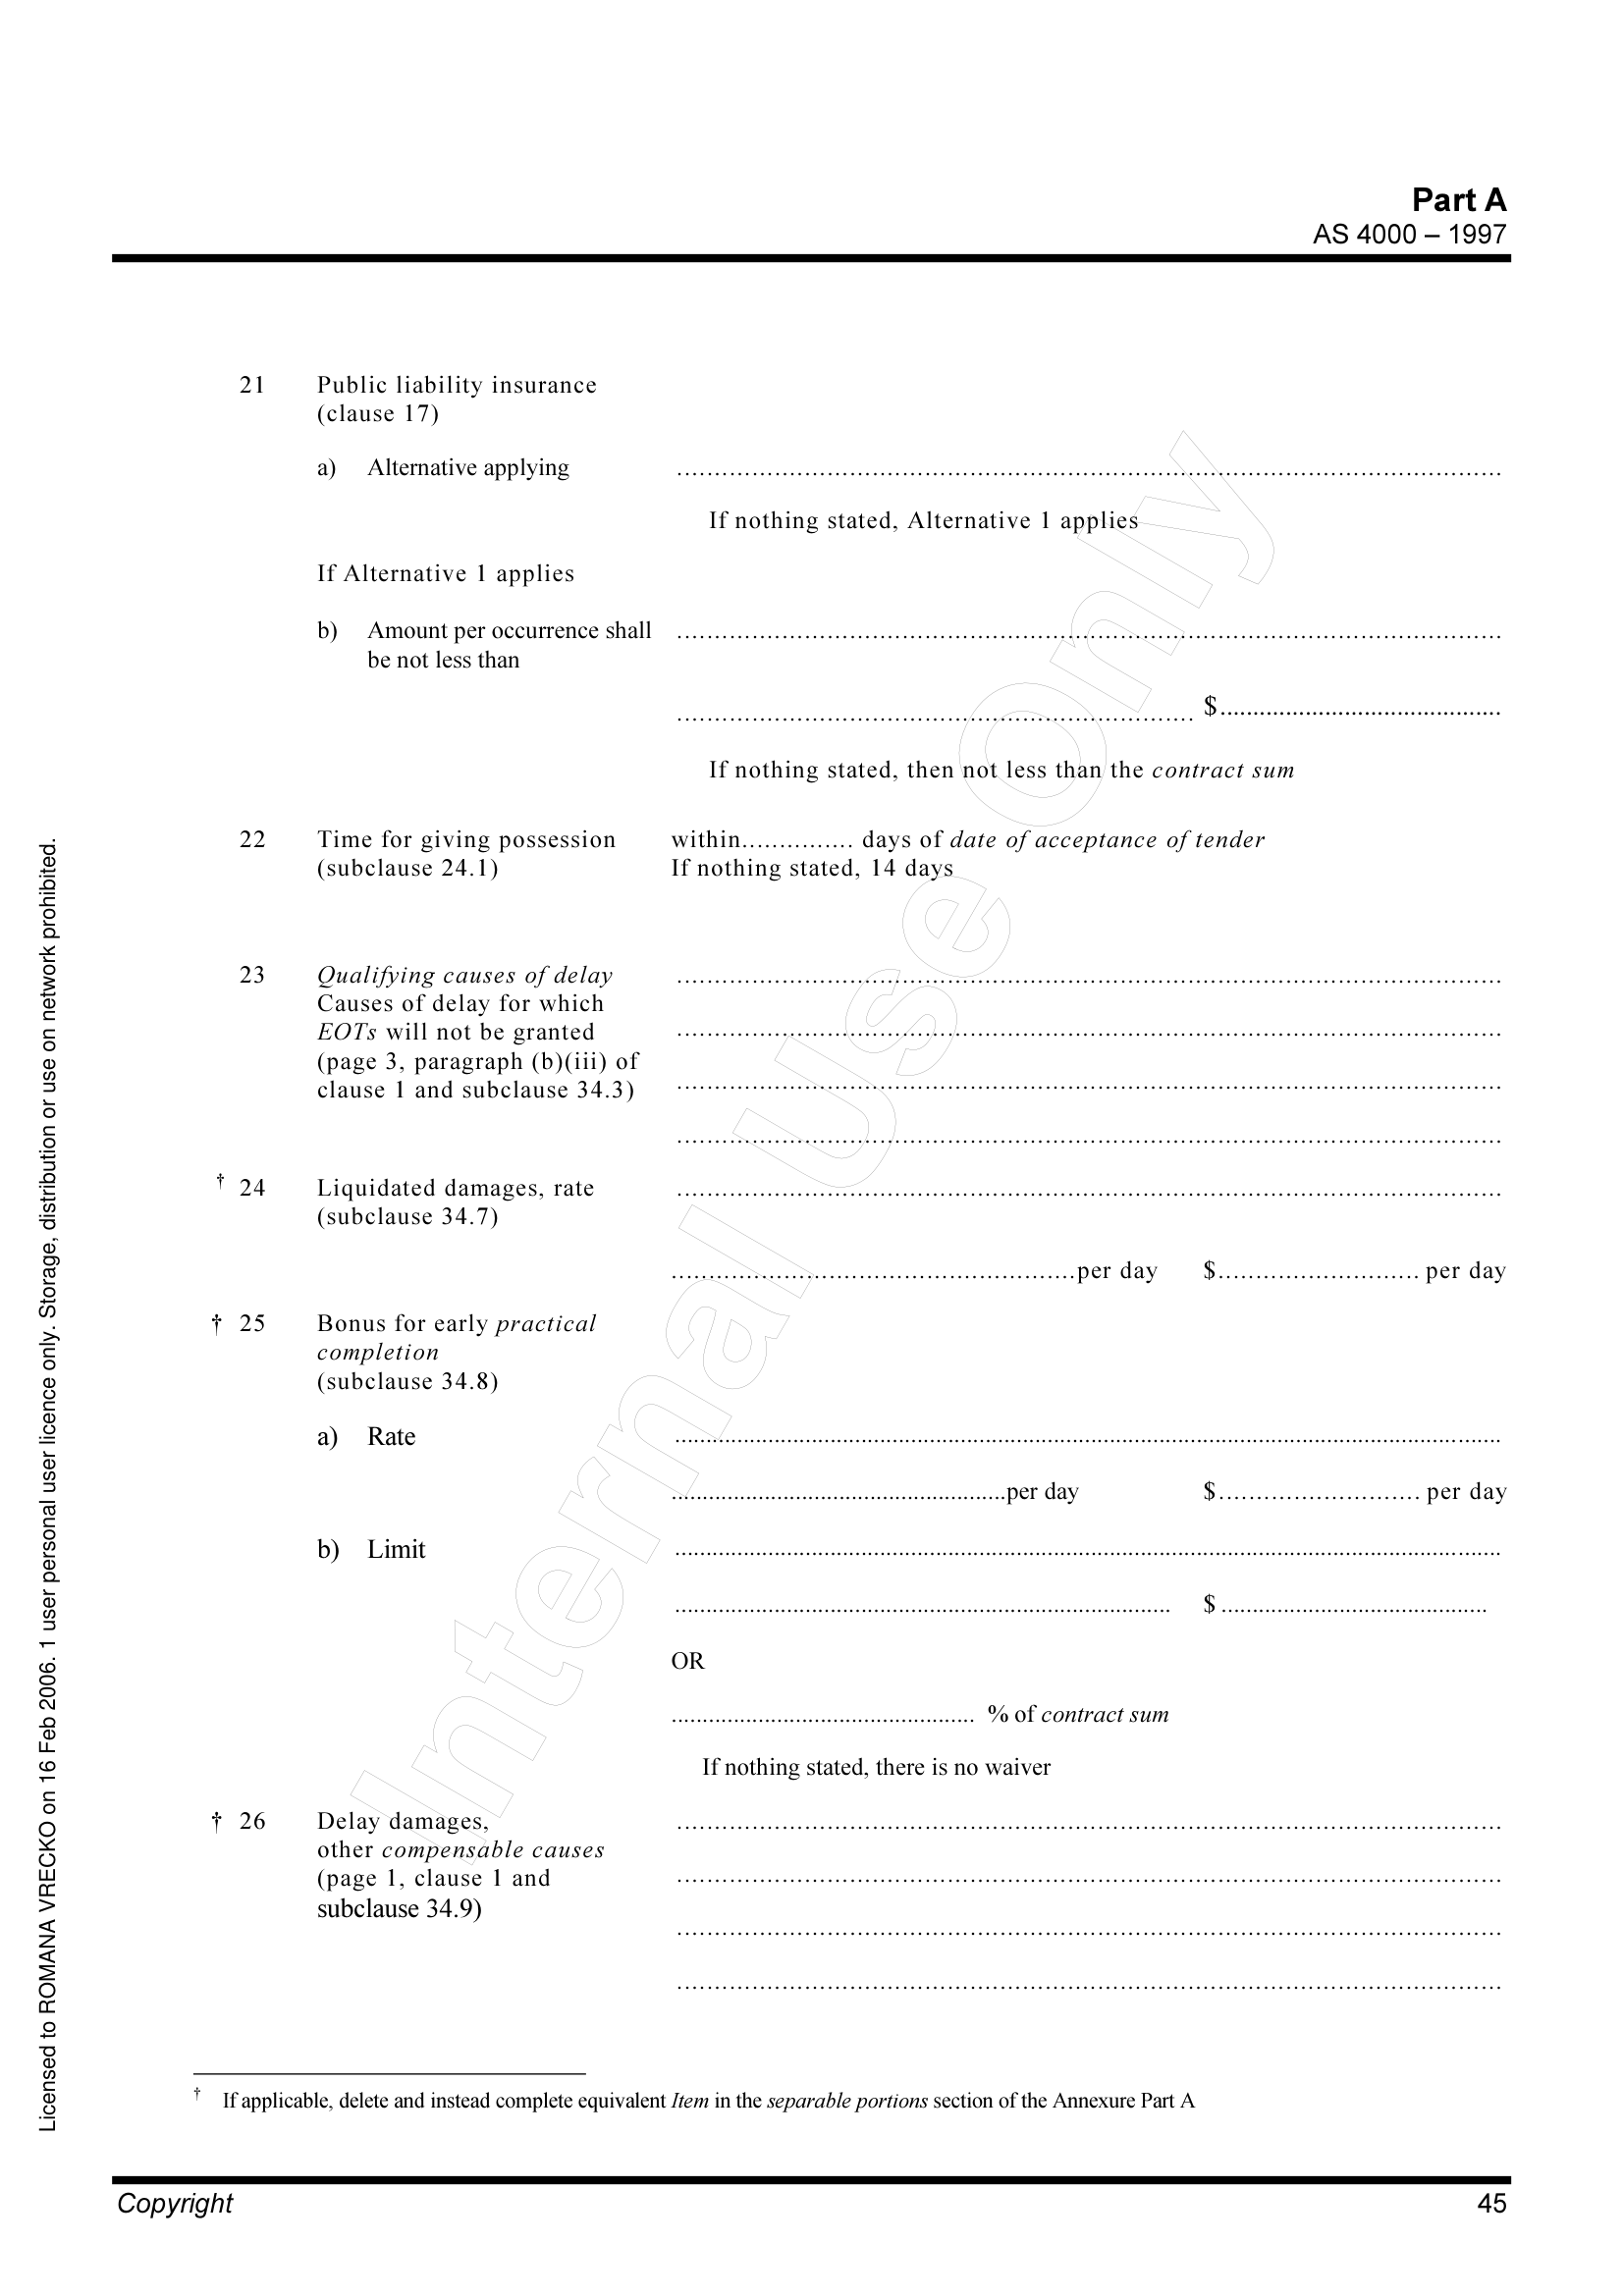 Part A
AS 4000 – 1997
21 Public liability insurance
(clause 17)
a) Alternative applying ................................................
If nothing stated, Alternative 1 applies
If Alternative 1 applies
b) Amount per occurrence shall ................................................
be not less than
................................ $................................
If nothing stated, then not less than the contract sum
22 Time for giving possession within............... days of date of acceptance of tender
(subclause 24.1) If nothing stated, 14 days
23 Qualifying causes of delay ................................................
Causes of delay for which
EOTs will not be granted ................................................
(page 3, paragraph (b)(iii) of
clause 1 and subclause 34.3) ................................................
................................................
† 24 Liquidated damages, rate ................................................
(subclause 34.7)
................................per day $........................... per day
† 25 Bonus for early practical
completion
(subclause 34.8)
a) Rate ................................................
................................per day $........................... per day
b) Limit ................................................
................................ $ ................................
OR
................................ % of contract sum
If nothing stated, there is no waiver
† 26 Delay damages, ................................................
other compensable causes
(page 1, clause 1 and ................................................
subclause 34.9)
................................................
................................................
† If applicable, delete and instead complete equivalent Item in the separable portions section of the Annexure Part A
Copyright 45
Licensed to ROMANA VRECKO on 16 Feb 2006. 1 user personal user licence only. Storage, distribution or use on network prohibited.
Internal Use Only